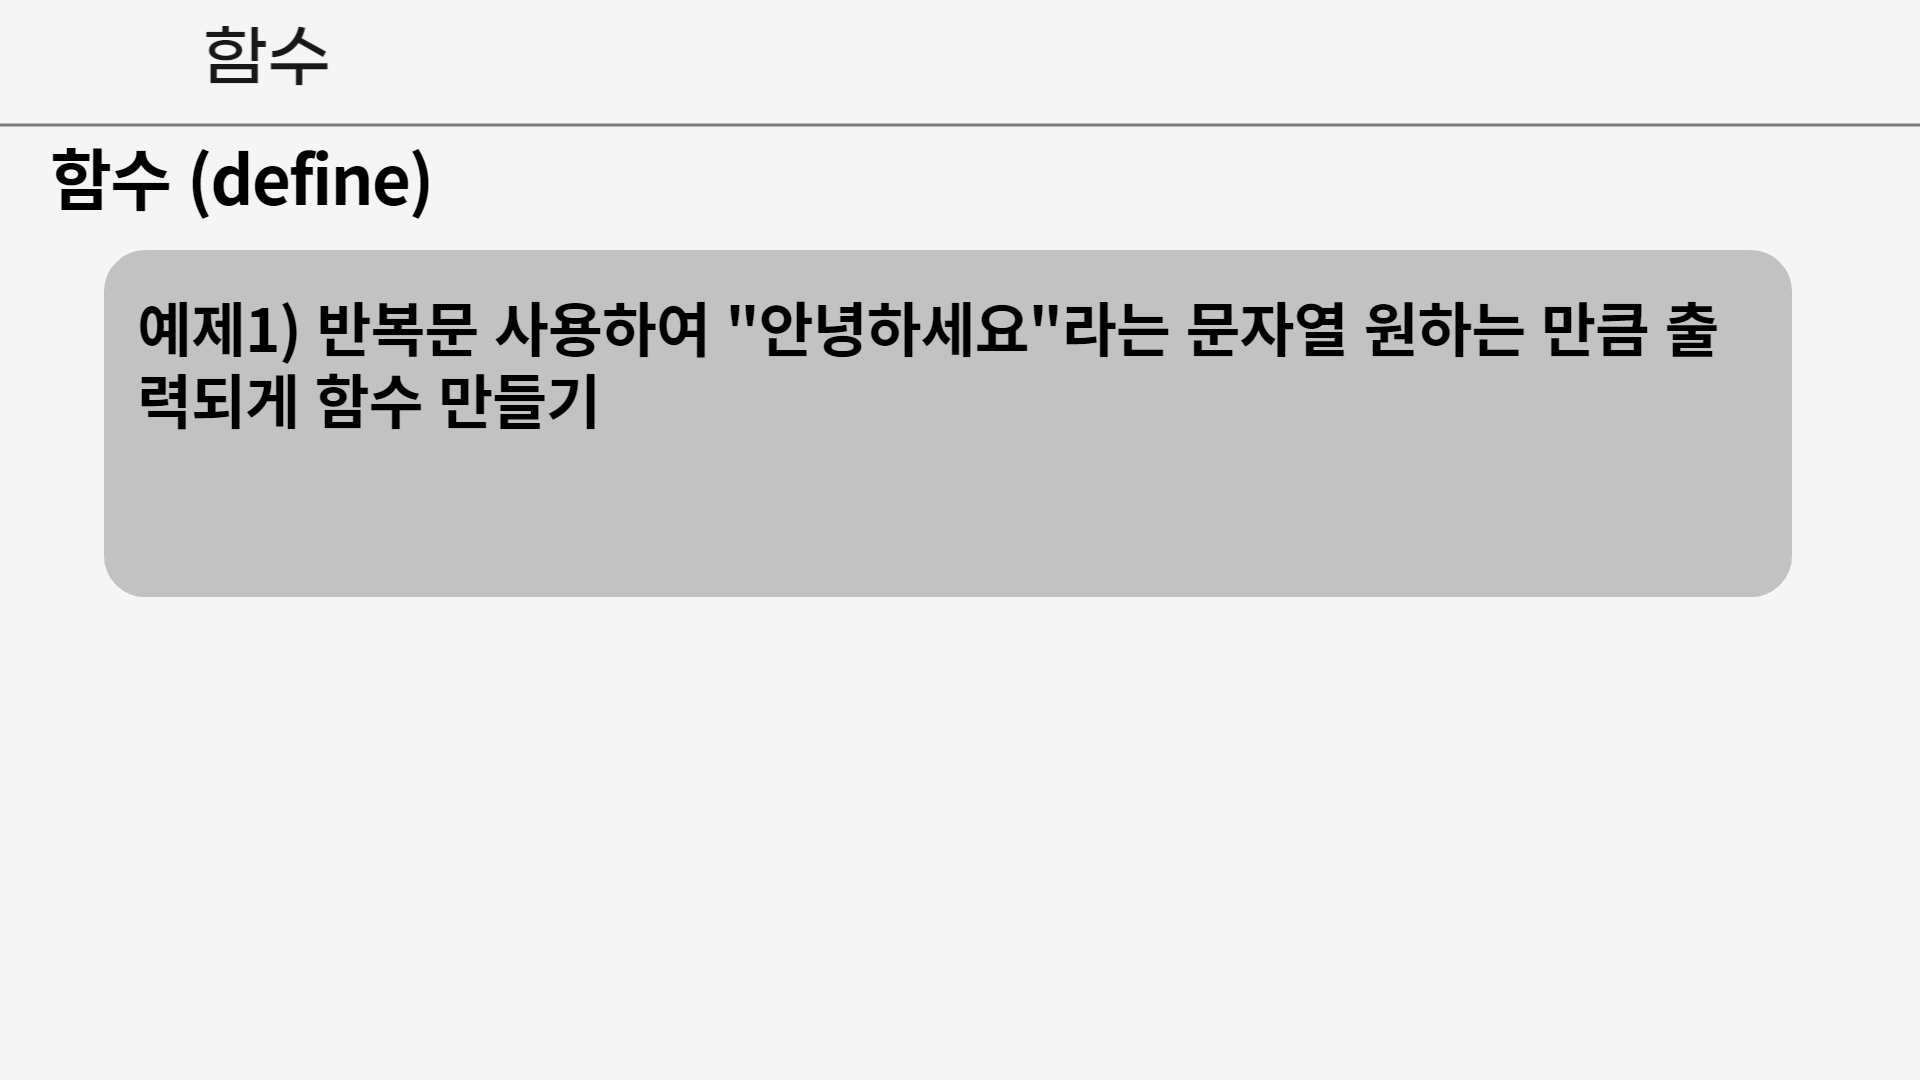 함수
함수 (define)
예제1) 반복문 사용하여 "안녕하세요"라는 문자열 원하는 만큼 출
력되게 함수 만들기